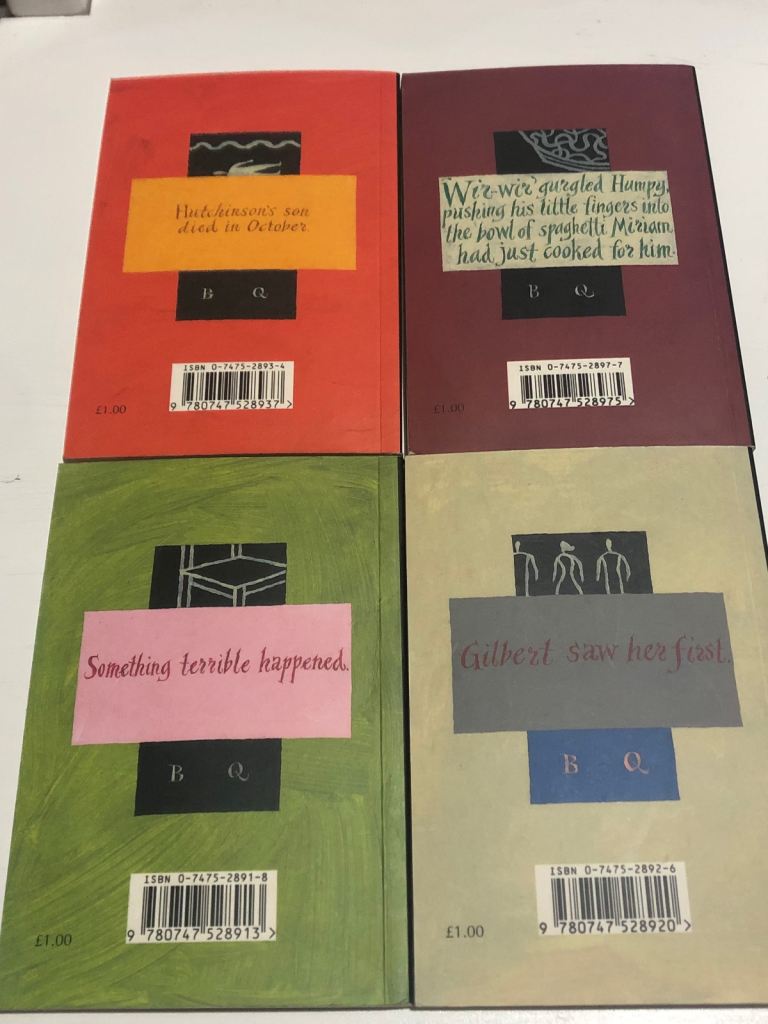 Hutchinson's son
died in October
B Q
ISBN 0-7475-2893-4
9 780747 528937 >
£1.00
'Wir-wir' gurgled Humpy,
pushing his little fingers into
the bowl of spaghetti Miriam
had just cooked for him.
B Q
ISBN 0-7475-2897-7
9 780747 528975 >
£1.00
Something terrible happened.
B Q
ISBN 0-7475-2891-8
9 780747 528913 >
£1.00
Gilbert saw her first.
B Q
ISBN 0-7475-2892-6
9 780747 528920 >
£1.00